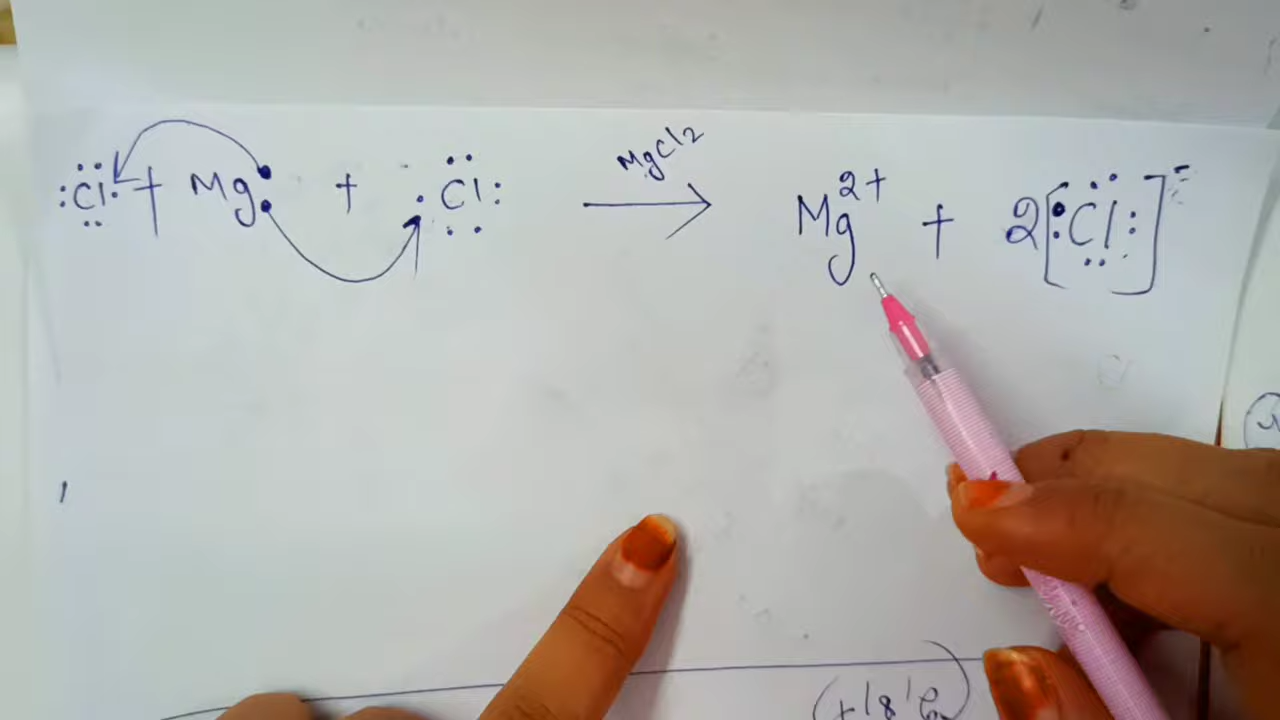 :Cl· + Mg: + ·Cl: MgCl2 → Mg2+ + 2[:Cl:]-